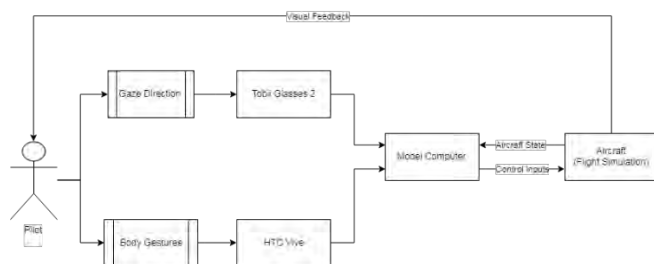 Visual Feedback
Gaze Direction
Tobii Glasses 2
Model Computer
Aircraft State
Control Inputs
Aircraft
(Flight Simulation)
Pilot
Body Gestures
HTC Vive